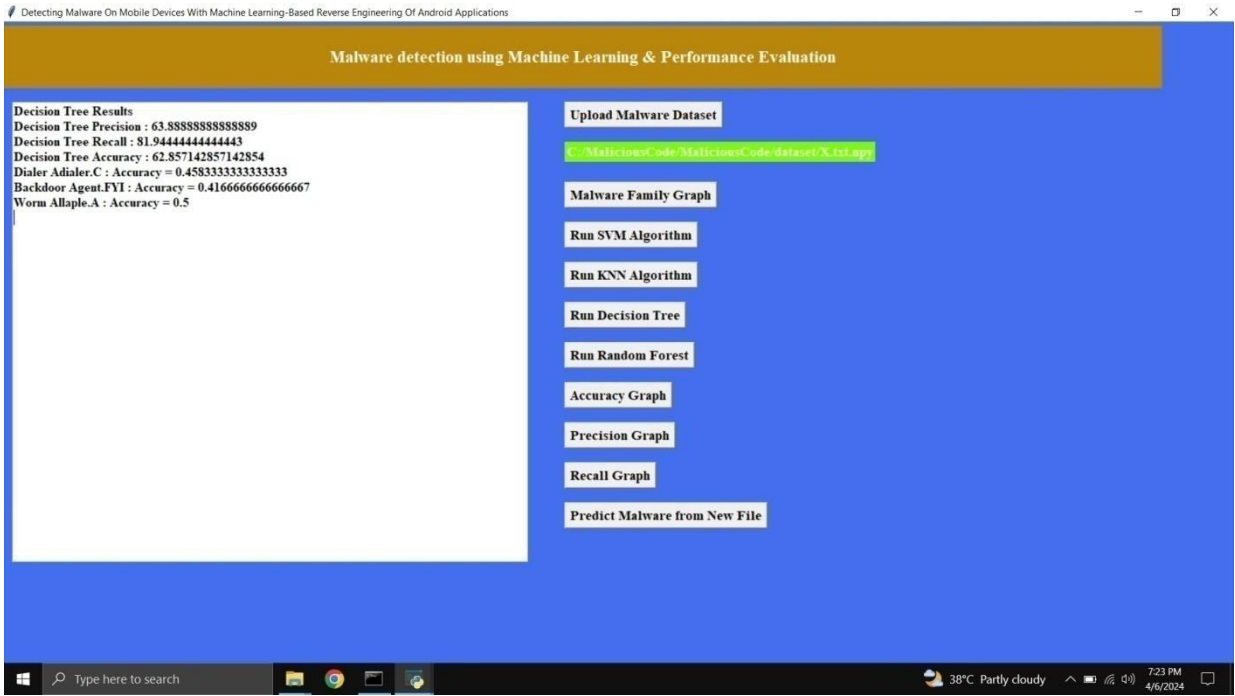 Detecting Malware On Mobile Devices With Machine Learning-Based Reverse Engineering Of Android Applications
Malware detection using Machine Learning & Performance Evaluation
Decision Tree Results
Decision Tree Precision : 63.88888888888889
Decision Tree Recall : 81.94444444444443
Decision Tree Accuracy : 62.857142857142854
Dialer Adialer.C : Accuracy = 0.4583333333333333
Backdoor Agent.FYI : Accuracy = 0.4166666666666667
Worm Allaple.A : Accuracy = 0.5
Upload Malware Dataset
C:/MaliciousCode/MaliciousCode/dataset/X.txt.npy
Malware Family Graph
Run SVM Algorithm
Run KNN Algorithm
Run Decision Tree
Run Random Forest
Accuracy Graph
Precision Graph
Recall Graph
Predict Malware from New File
Type here to search
38°C Partly cloudy
7:23 PM
4/6/2024